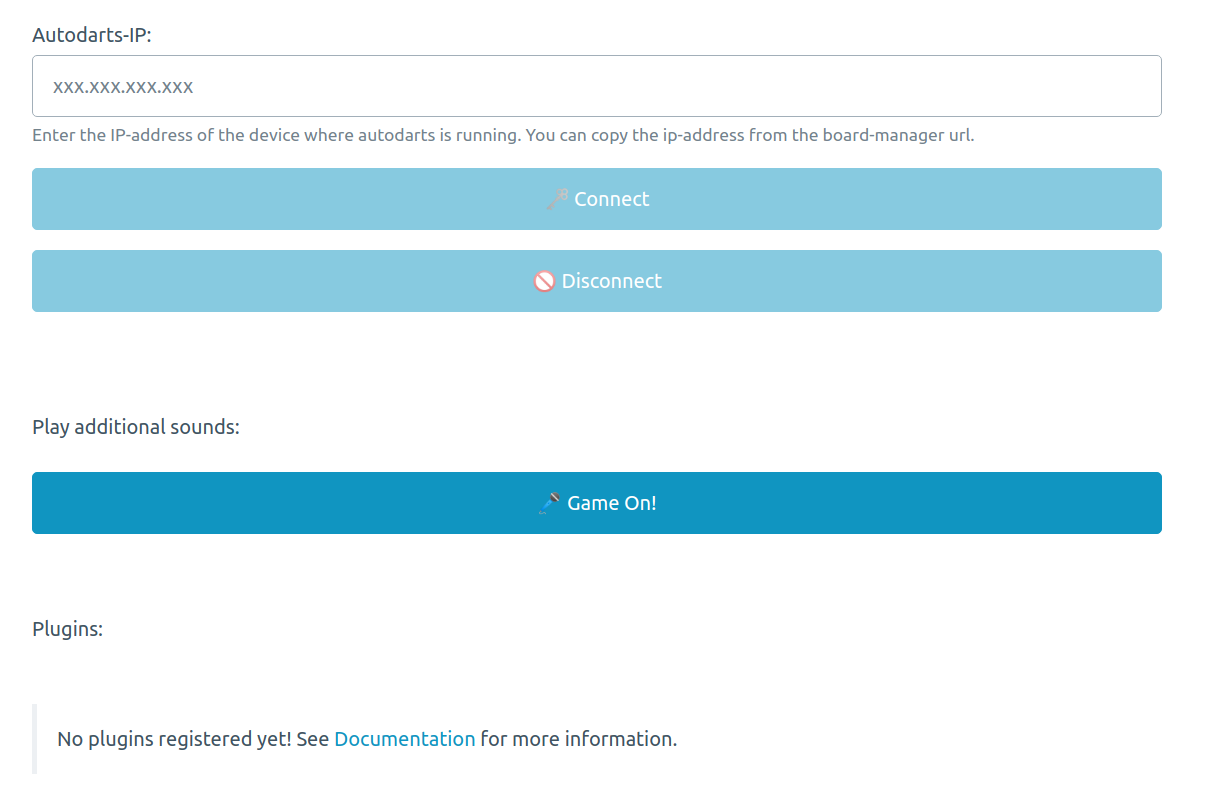 Autodarts-IP:
xxx.xxx.xxx.xxx
Enter the IP-address of the device where autodarts is running. You can copy the ip-address from the board-manager url.
Connect
Disconnect
Play additional sounds:
Game On!
Plugins:
No plugins registered yet! See Documentation for more information.